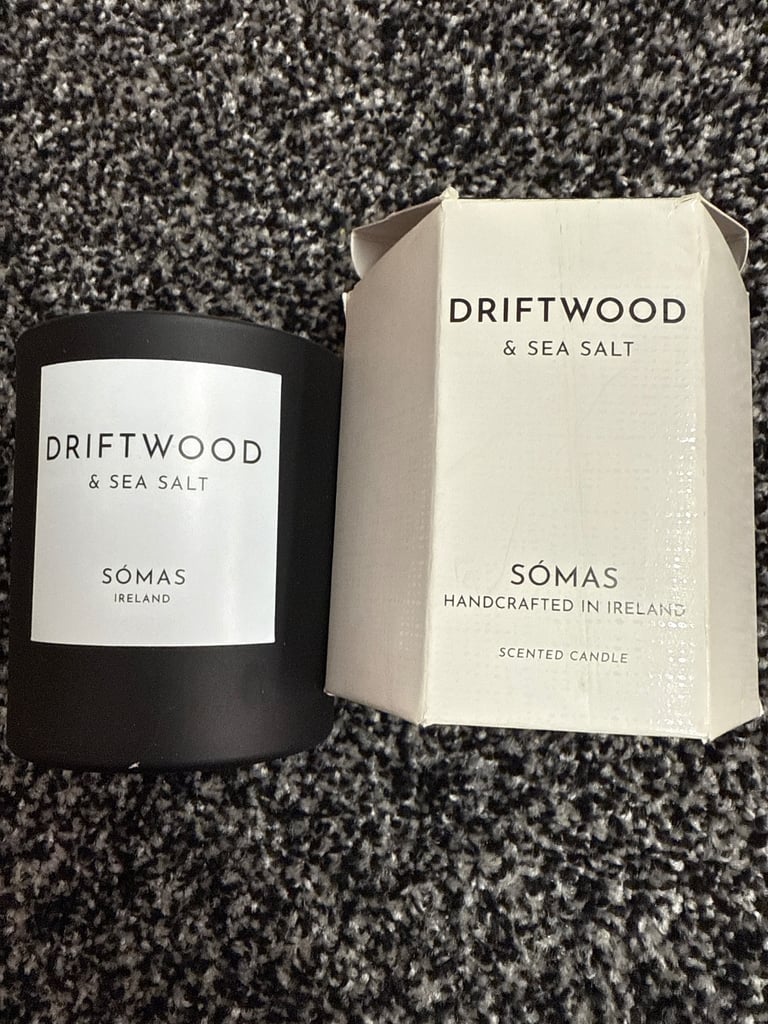 DRIFTWOOD
& SEA SALT
SÓMAS
IRELAND
DRIFTWOOD
& SEA SALT
SÓMAS
HANDCRAFTED IN IRELAND
SCENTED CANDLE